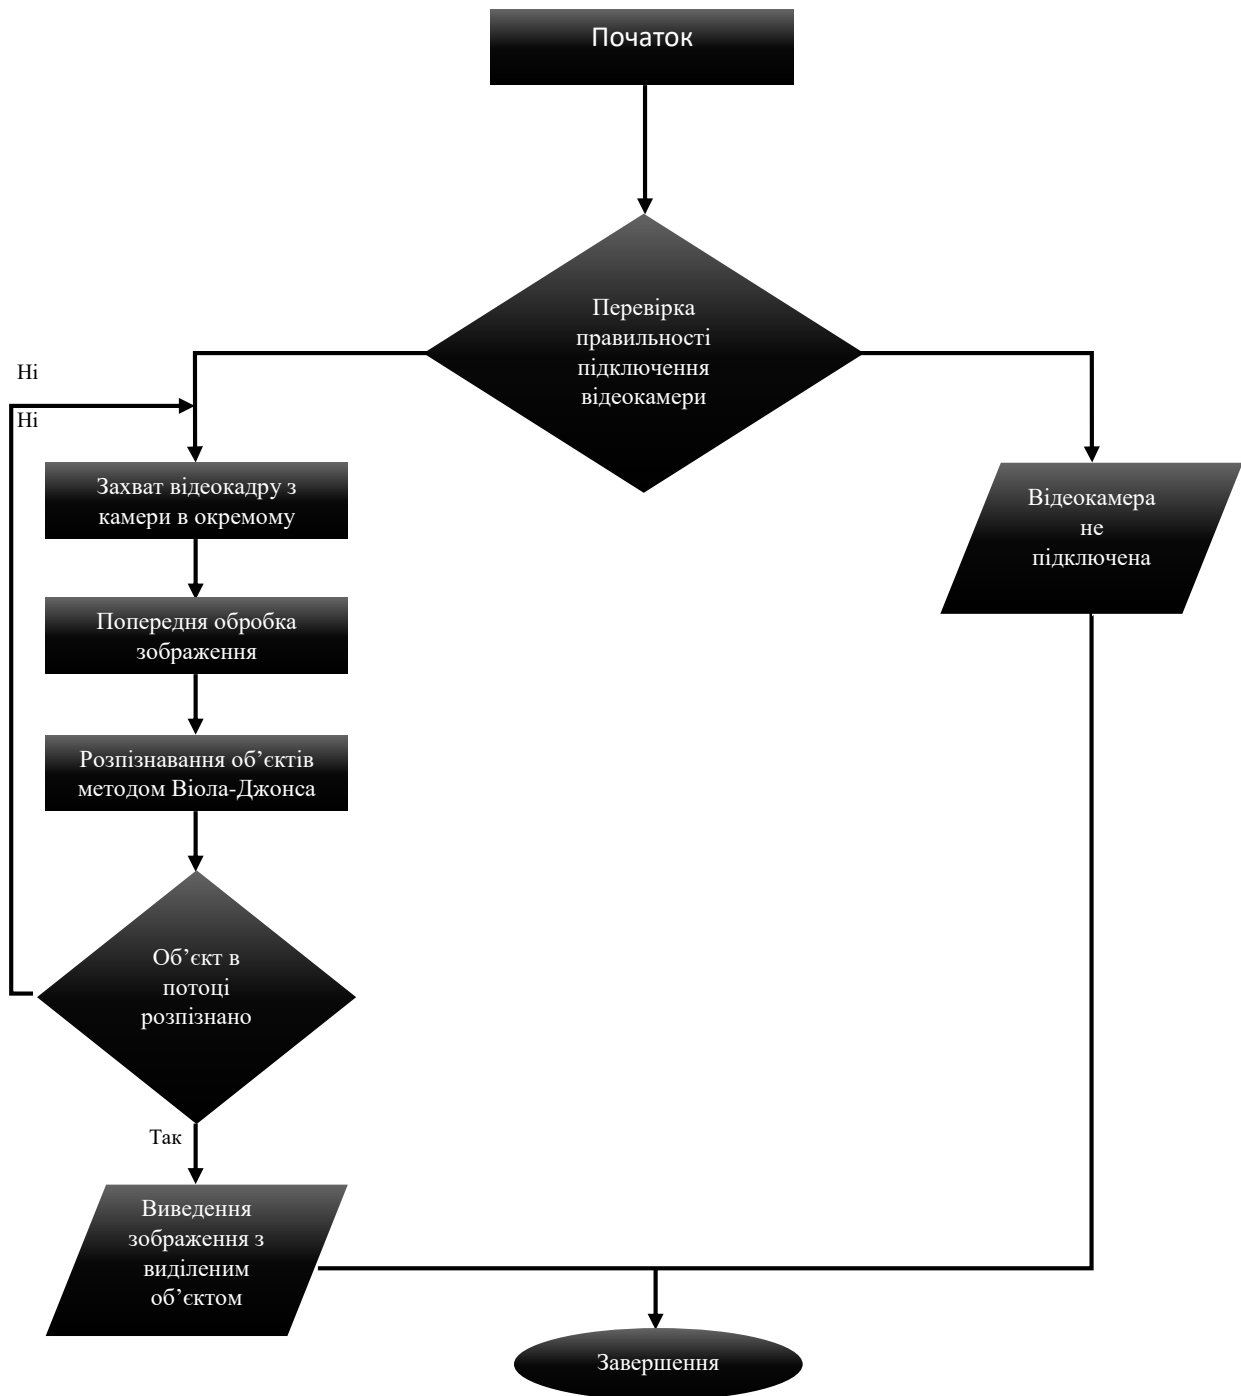 Початок
Перевірка
правильності
підключення
відеокамери
Ні
Ні
Захват відеокадру з
камери в окремому
Відеокамера
не
підключена
Попередня обробка
зображення
Розпізнавання об’єктів
методом Віола-Джонса
Об’єкт в
потоці
розпізнано
Так
Виведення
зображення з
виділеним
об’єктом
Завершення